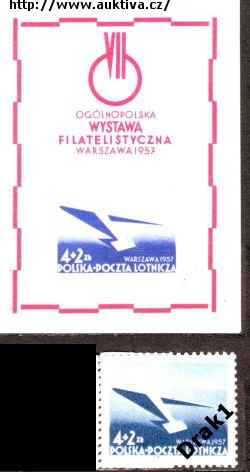 http://www.auktiva.cz/
VII
OGÓLNOPOLSKA
WYSTAWA
FILATELISTYCZNA
WARSZAWA 1957
4+2 zł WARSZAWA 1957
POLSKA-POCZTA LOTNICZA
4+2 zł WARSZAWA 1957
POLSKA-POCZTA LOTNICZA
Drak1